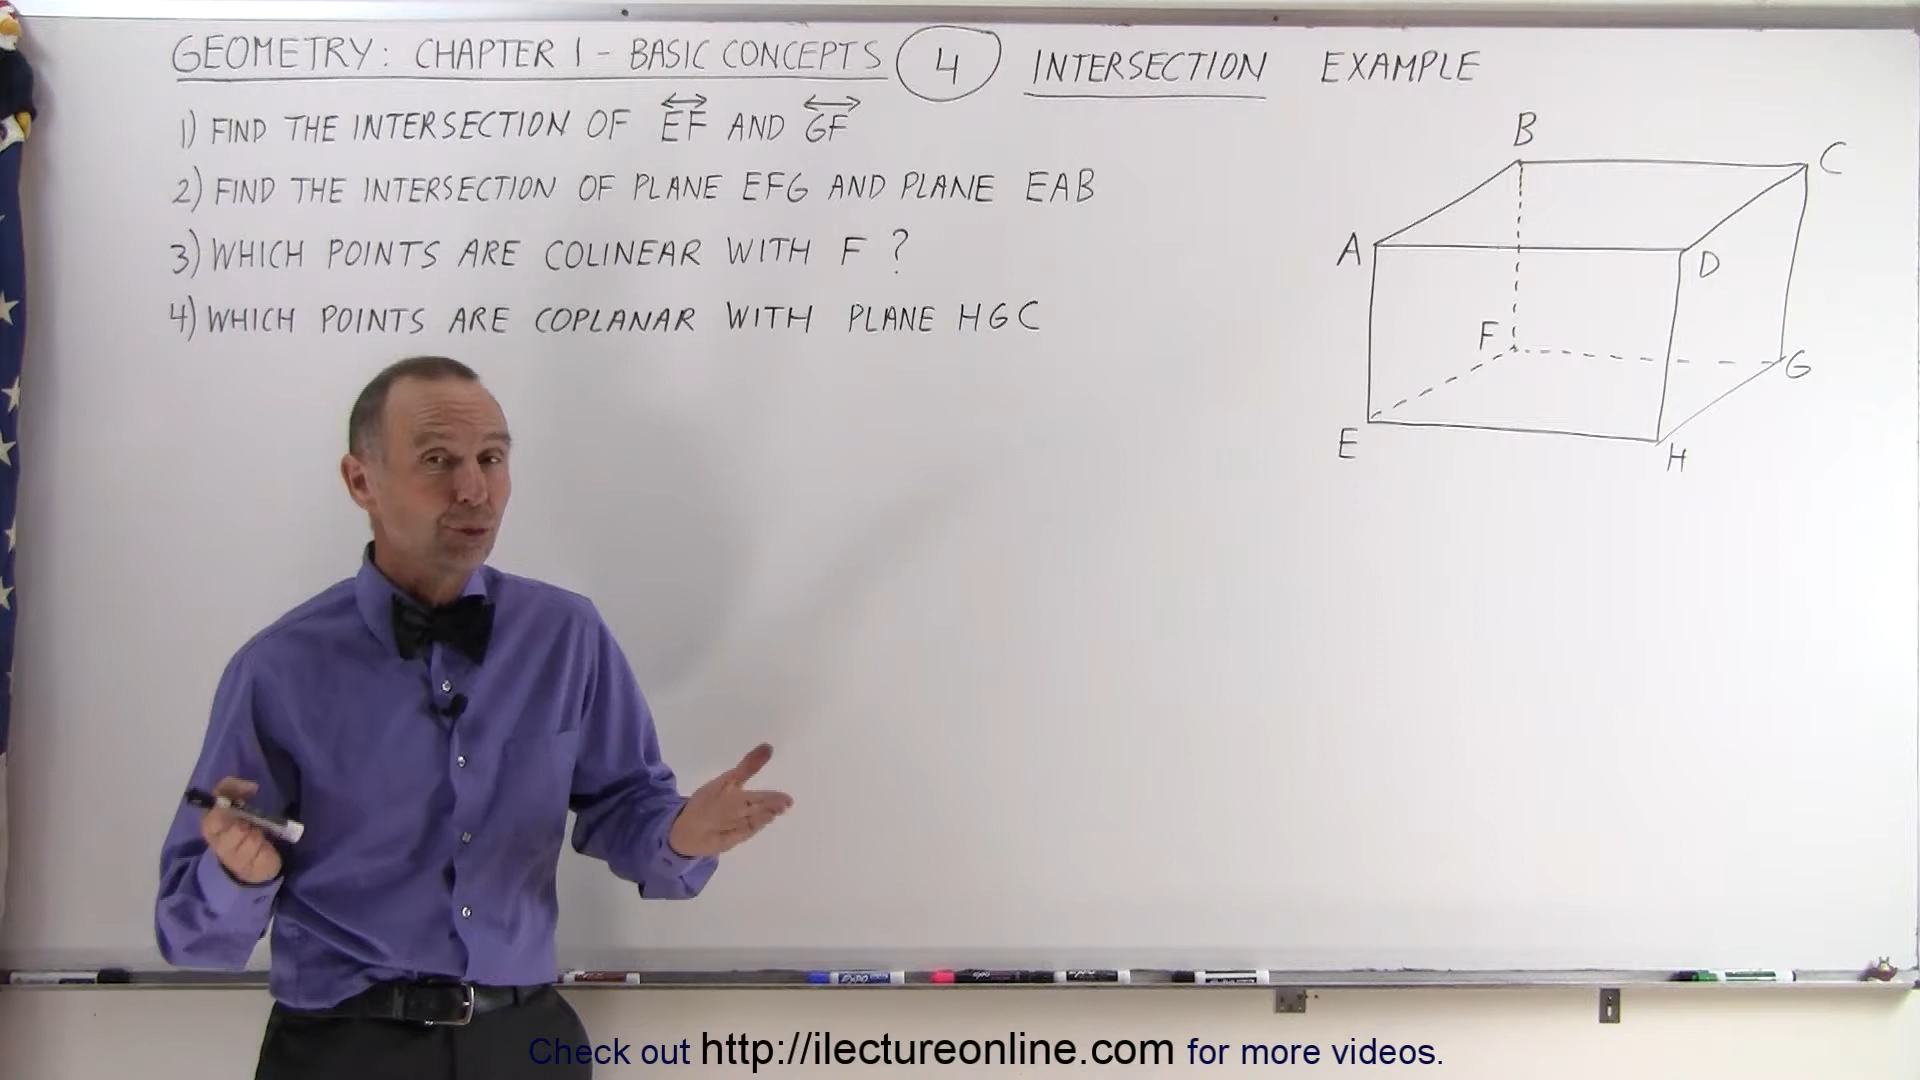 GEOMETRY: CHAPTER 1 - BASIC CONCEPTS 4 INTERSECTION EXAMPLE
1) FIND THE INTERSECTION OF EF AND GF
2) FIND THE INTERSECTION OF PLANE EFG AND PLANE EAB
3) WHICH POINTS ARE COLINEAR WITH F ?
4) WHICH POINTS ARE COPLANAR WITH PLANE HGC
B
C
A
D
F
G
E
H
Check out http://ilectureonline.com for more videos.